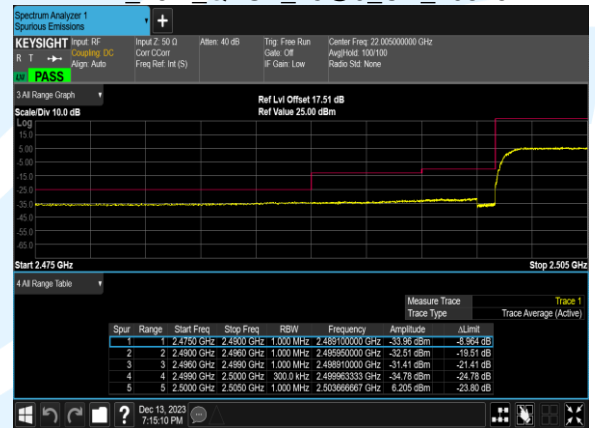 Spectrum Analyzer 1
Spurious Emissions
KEYSIGHT Input: RF Input Z: 50 Ω Atten: 40 dB Trig: Free Run Center Freq: 22.005000000 GHz
R T Coupling: DC Corr CCorr Gate: Off Avg|Hold: 100/100
Align: Auto Freq Ref: Int (S) IF Gain: Low Radio Std: None
LV PASS
3 All Range Graph
Ref Lvl Offset 17.51 dB
Scale/Div 10.0 dB Ref Value 25.00 dBm
Log
15.0
5.00
-5.00
-15.0
-25.0
-35.0
-45.0
-55.0
-65.0
Start 2.475 GHz Stop 2.505 GHz
4 All Range Table
Measure Trace Trace 1
Trace Type Trace Average (Active)
Spur Range Start Freq Stop Freq RBW Frequency Amplitude ΔLimit
1 1 2.4750 GHz 2.4900 GHz 1.000 MHz 2.489100000 GHz -33.96 dBm -8.964 dB
2 2 2.4900 GHz 2.4960 GHz 1.000 MHz 2.495950000 GHz -32.51 dBm -19.51 dB
3 3 2.4960 GHz 2.4990 GHz 1.000 MHz 2.498910000 GHz -31.41 dBm -21.41 dB
4 4 2.4990 GHz 2.5000 GHz 300.0 kHz 2.499963333 GHz -34.78 dBm -24.78 dB
5 5 2.5000 GHz 2.5050 GHz 1.000 MHz 2.503666667 GHz 6.205 dBm -23.80 dB
? Dec 13, 2023
7:15:10 PM